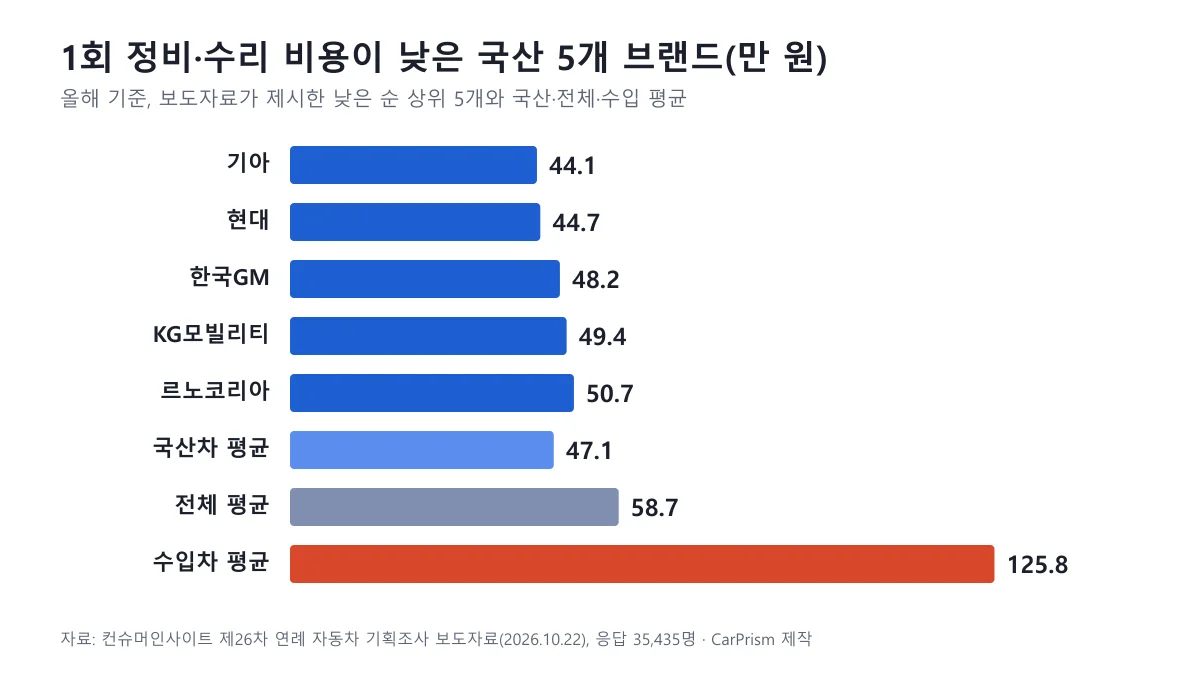 1회 정비·수리 비용이 낮은 국산 5개 브랜드(만 원)
올해 기준, 보도자료가 제시한 낮은 순 상위 5개와 국산·전체·수입 평균
기아 44.1
현대 44.7
한국GM 48.2
KG모빌리티 49.4
르노코리아 50.7
국산차 평균 47.1
전체 평균 58.7
수입차 평균 125.8
자료: 컨슈머인사이트 제26차 연례 자동차 기획조사 보도자료(2026.10.22), 응답 35,435명 · CarPrism 제작